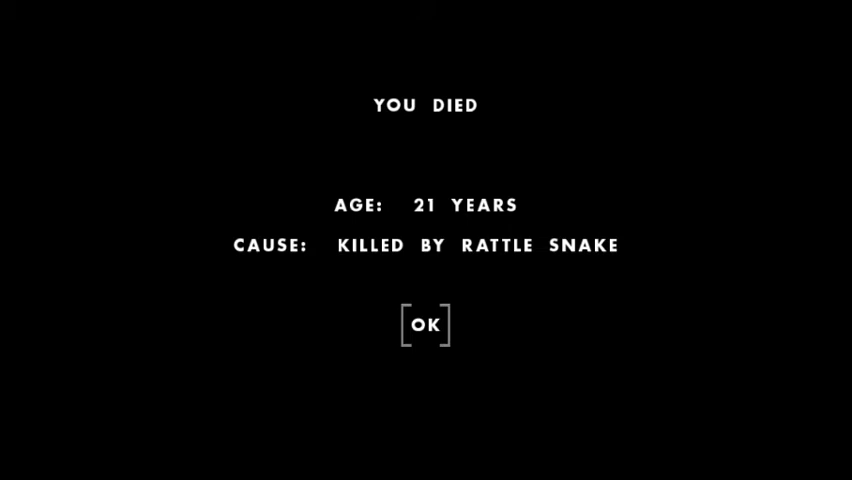 YOU DIED
AGE: 21 YEARS
CAUSE: KILLED BY RATTLE SNAKE
[OK]